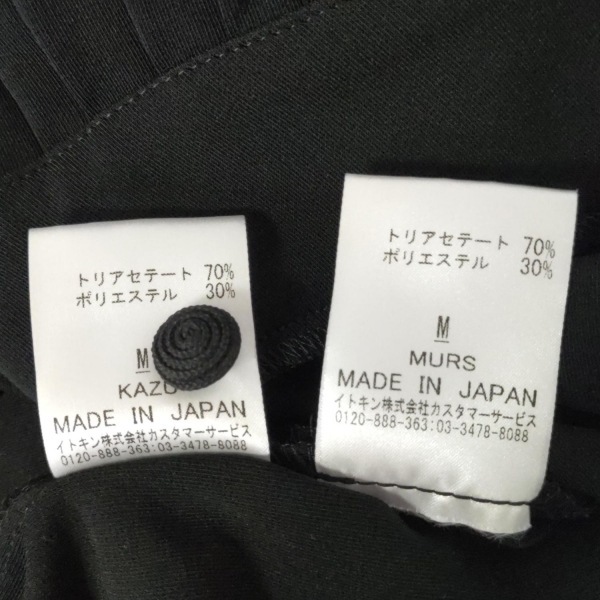 トリアセテート 70%
ポリエステル 30%
M
MADE IN JAPAN
イトキン株式会社カスタマーサービス
0120-888-363:03-3478-8088
トリアセテート 70%
ポリエステル 30%
M
MURS
MADE IN JAPAN
イトキン株式会社カスタマーサービス
0120-888-363:03-3478-8088